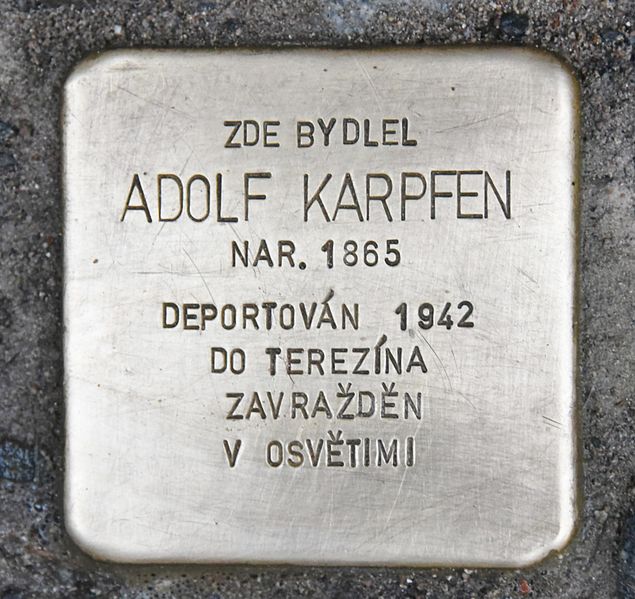 ZDE BYDLEL
ADOLF KARPFEN
NAR. 1865
DEPORTOVÁN 1942
DO TEREZÍNA
ZAVRAŽDĚN
V OSVĚTIMI